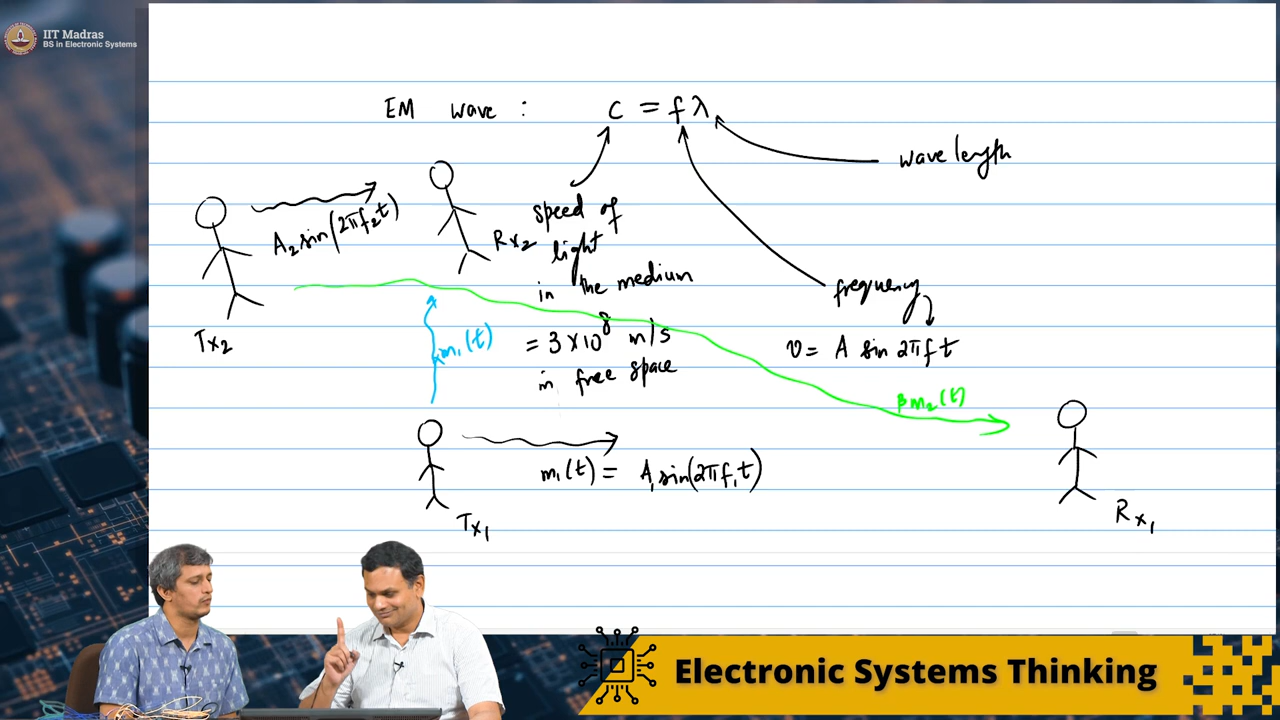 IIT Madras
BS in Electronic Systems
EM wave : c = fλ
wave length
A₂ sin(2πf₂t)
Rx₂
speed of
light
in the medium
= 3×10⁸ m/s
in free space
frequency
v = A sin 2πft
Tx₂
αm₁(t)
βm₂(t)
m₁(t) = A₁ sin(2πf₁t)
Tx₁
Rx₁
Electronic Systems Thinking